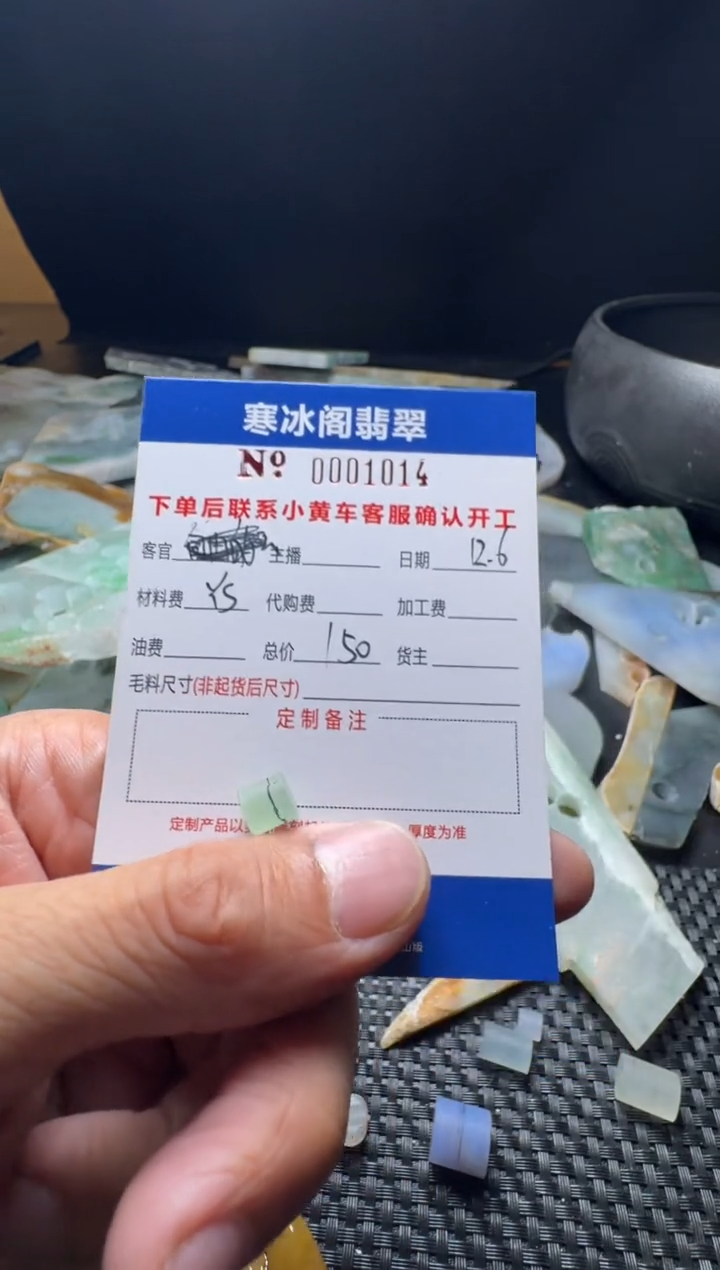 寒冰阁翡翠
Nº 0001014
下单后联系小黄车客服确认开工
客官 主播 日期 12.6
材料费 YS 代购费 加工费
油费 总价 150 货主
毛料尺寸(非起货后尺寸)
定制备注
定制产品以 厚度为准